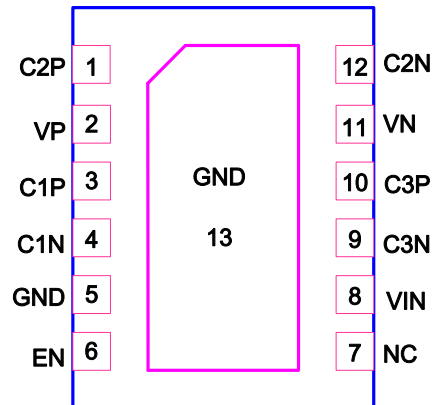 C2P 1 12 C2N
VP 2 11 VN
C1P 3 GND 10 C3P
C1N 4 13 9 C3N
GND 5 8 VIN
EN 6 7 NC